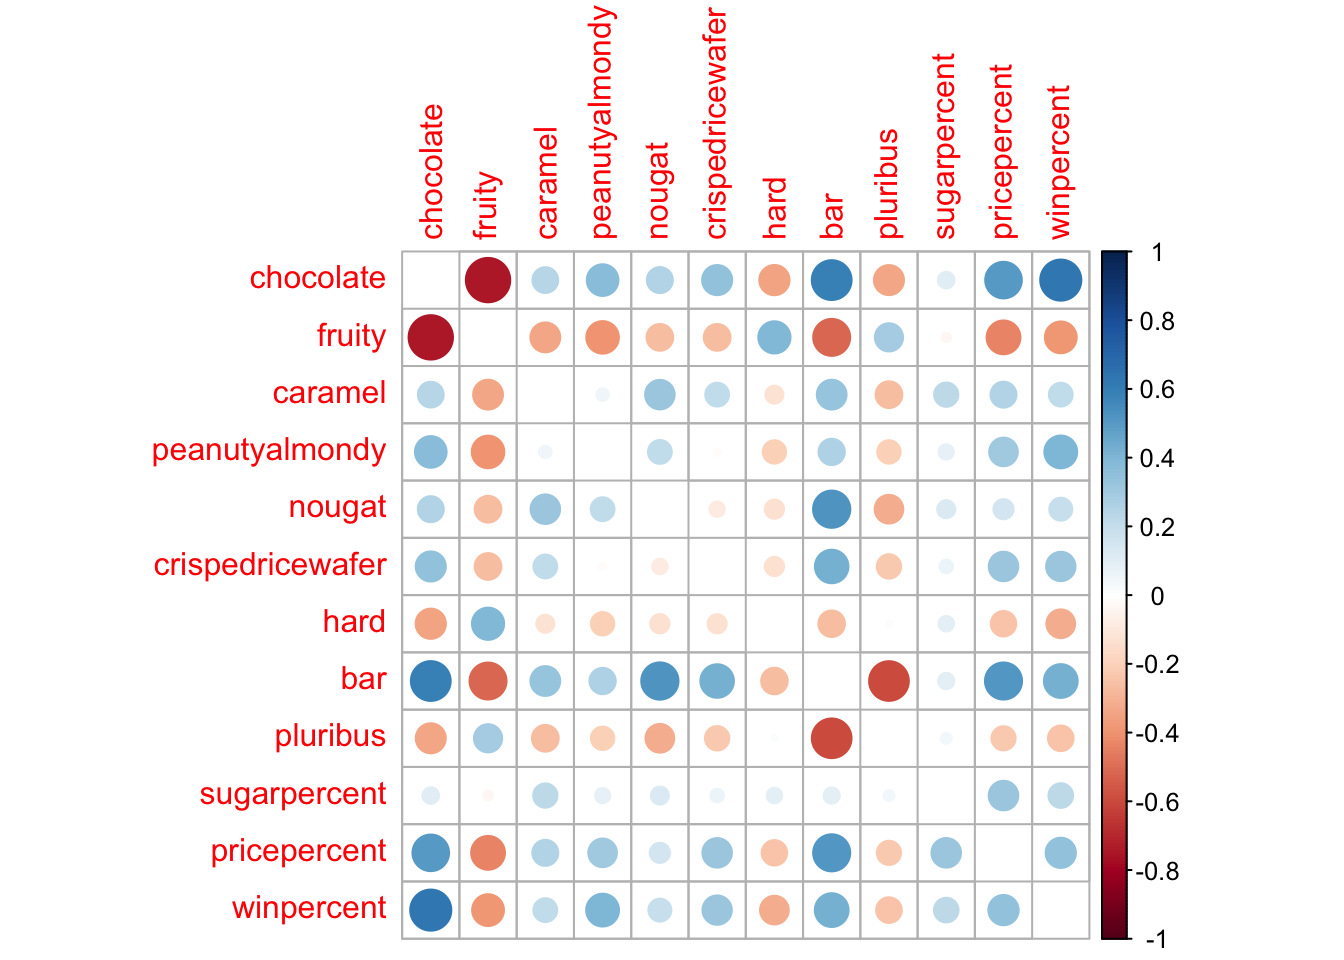 chocolate
fruity
caramel
peanutyalmondy
nougat
crispedricewafer
hard
bar
pluribus
sugarpercent
pricepercent
winpercent
chocolate
fruity
caramel
peanutyalmondy
nougat
crispedricewafer
hard
bar
pluribus
sugarpercent
pricepercent
winpercent
1
0.8
0.6
0.4
0.2
0
-0.2
-0.4
-0.6
-0.8
-1